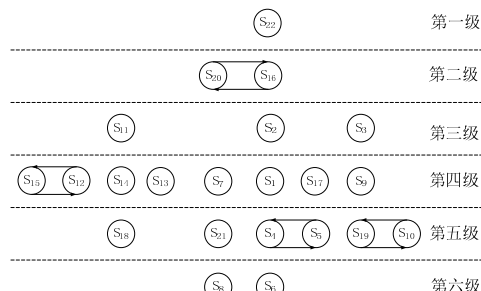 S22 第一级
S20 S16 第二级
S11 S2 S3 第三级
S15 S12 S14 S13 S7 S1 S17 S9 第四级
S18 S21 S4 S5 S19 S10 第五级
S8 S6 第六级